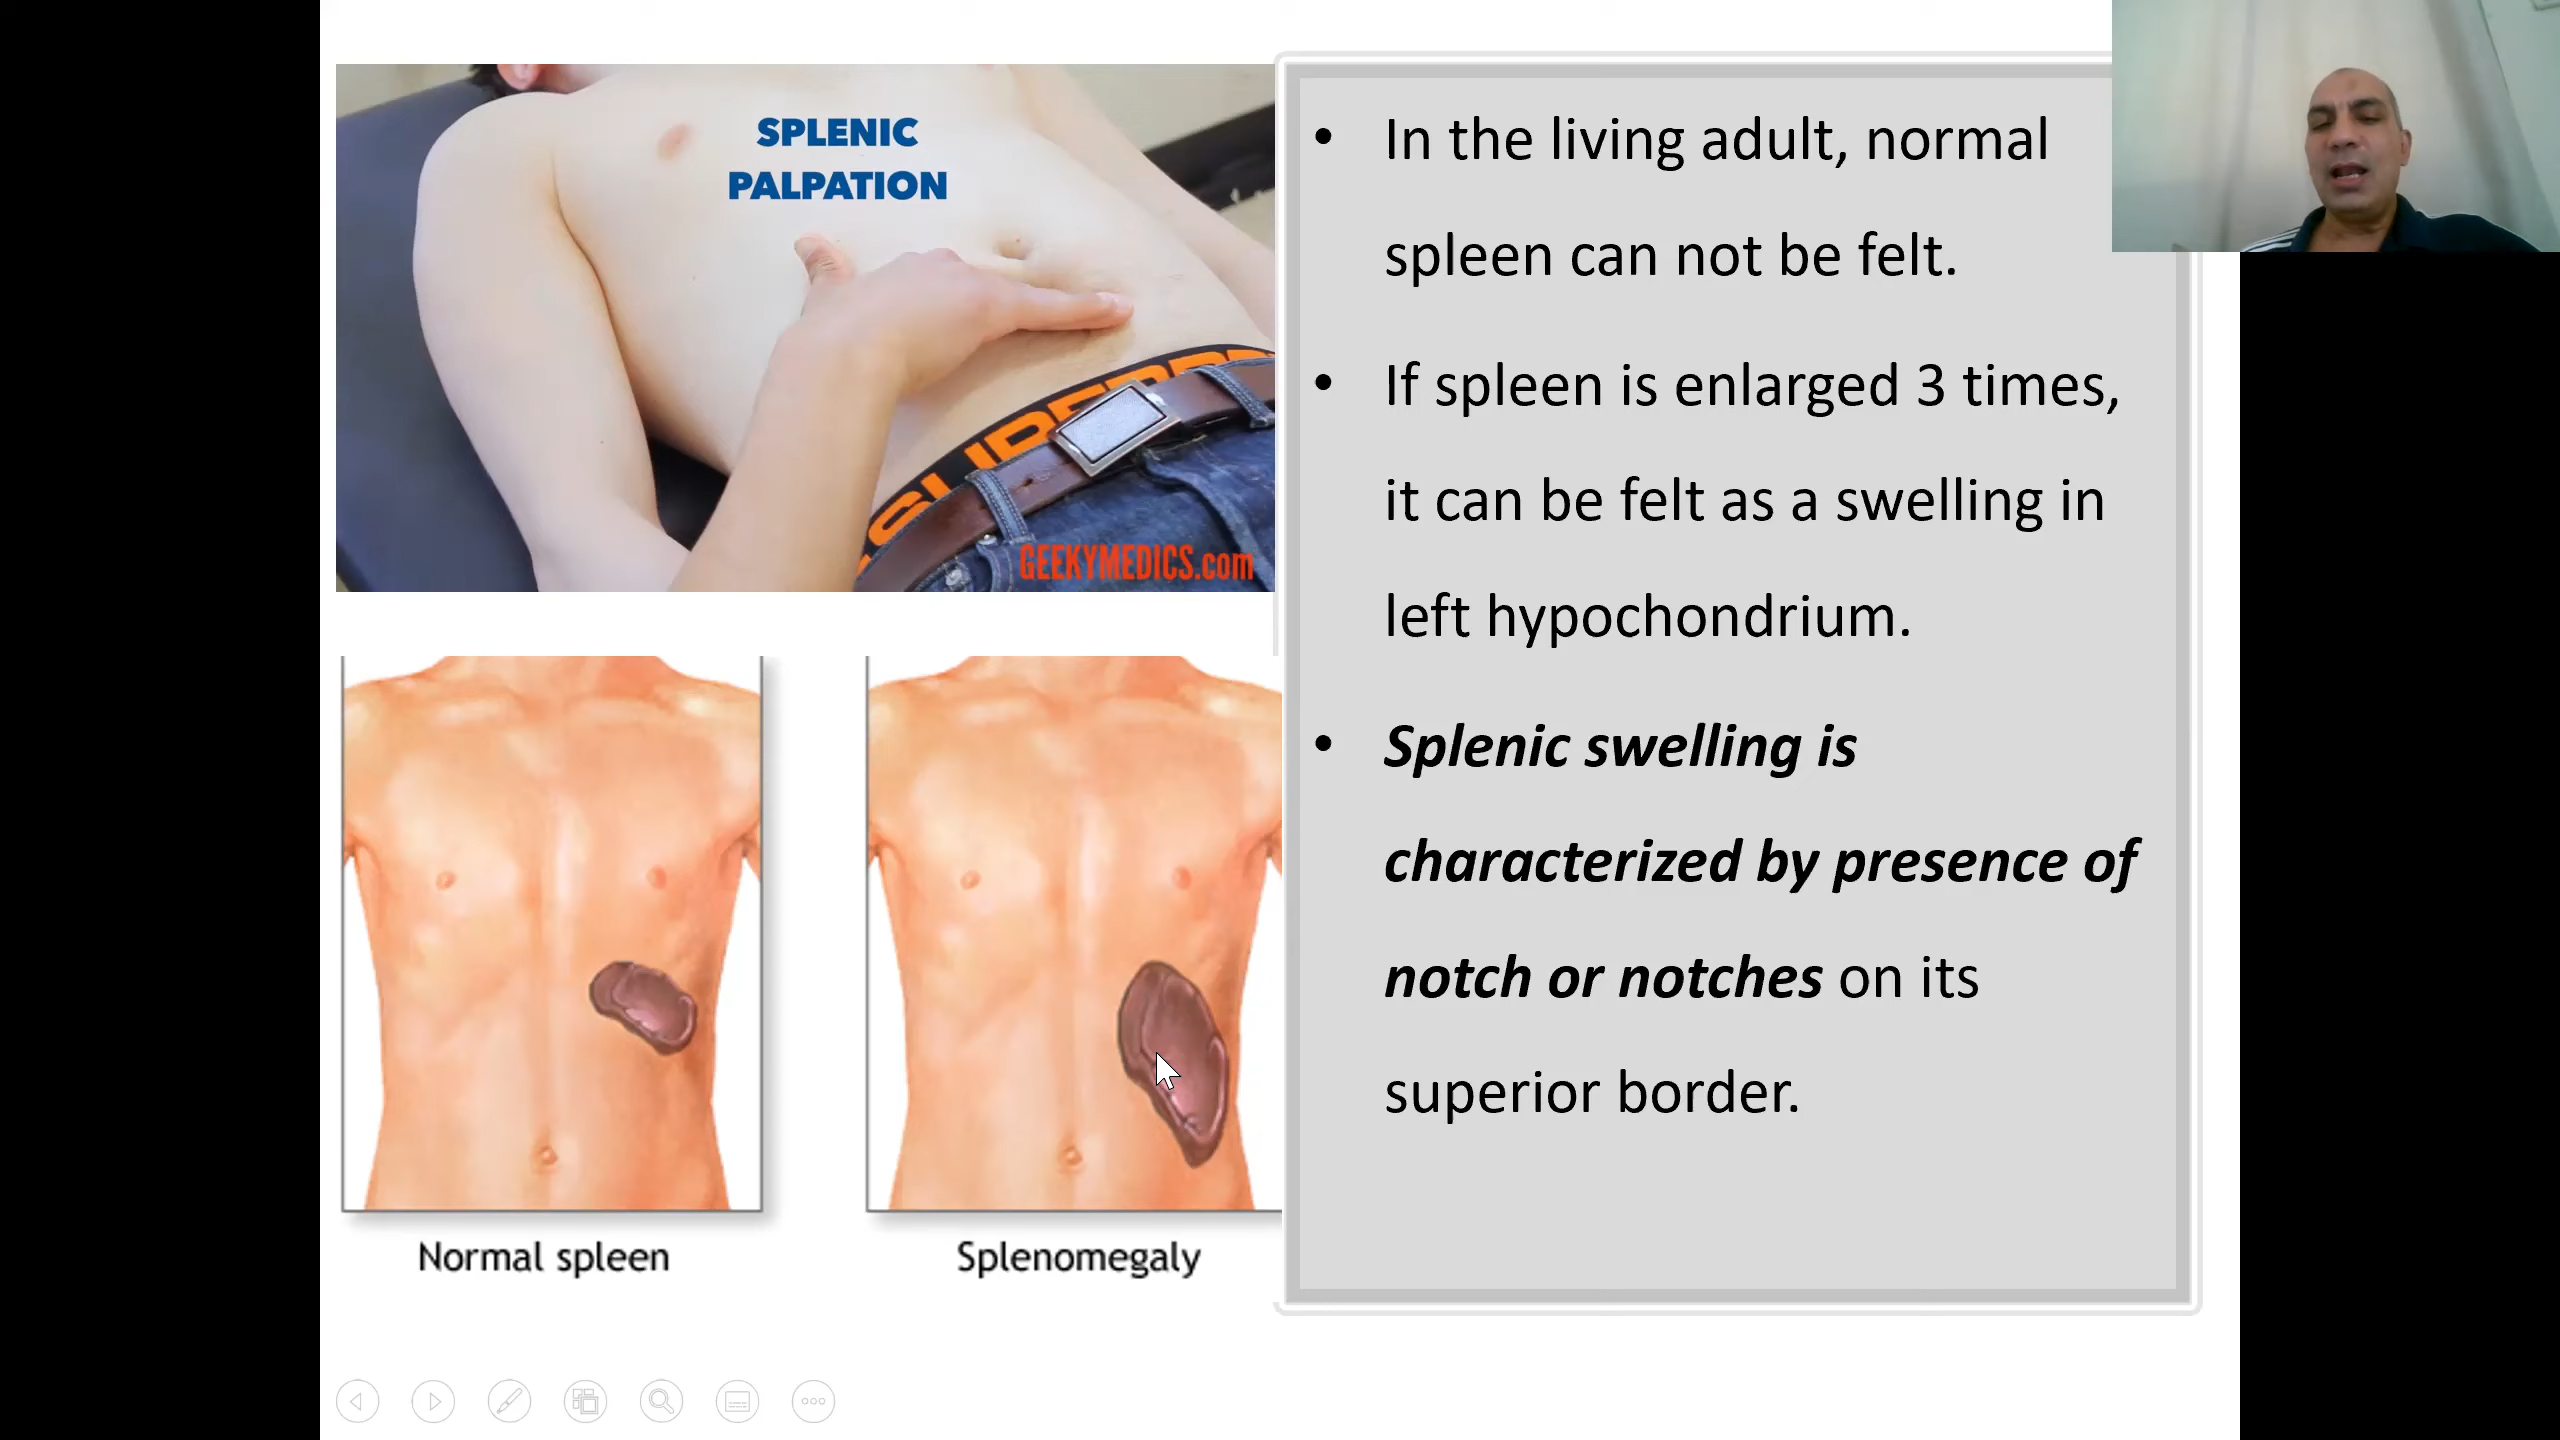 SPLENIC
PALPATION
GEEKYMEDICS.com
Normal spleen
Splenomegaly
• In the living adult, normal
spleen can not be felt.
• If spleen is enlarged 3 times,
it can be felt as a swelling in
left hypochondrium.
• Splenic swelling is
characterized by presence of
notch or notches on its
superior border.